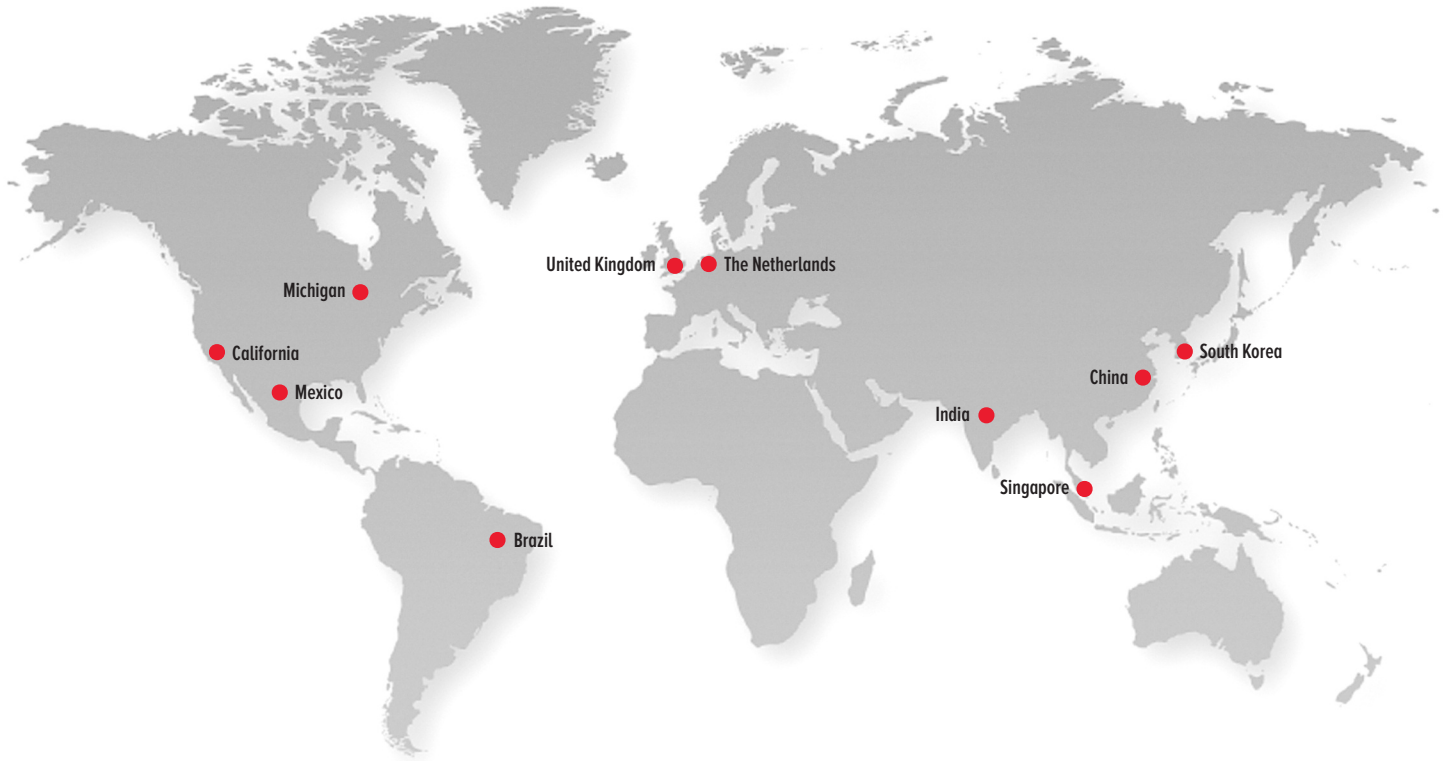 United Kingdom
The Netherlands
Michigan
California
South Korea
China
Mexico
India
Singapore
Brazil